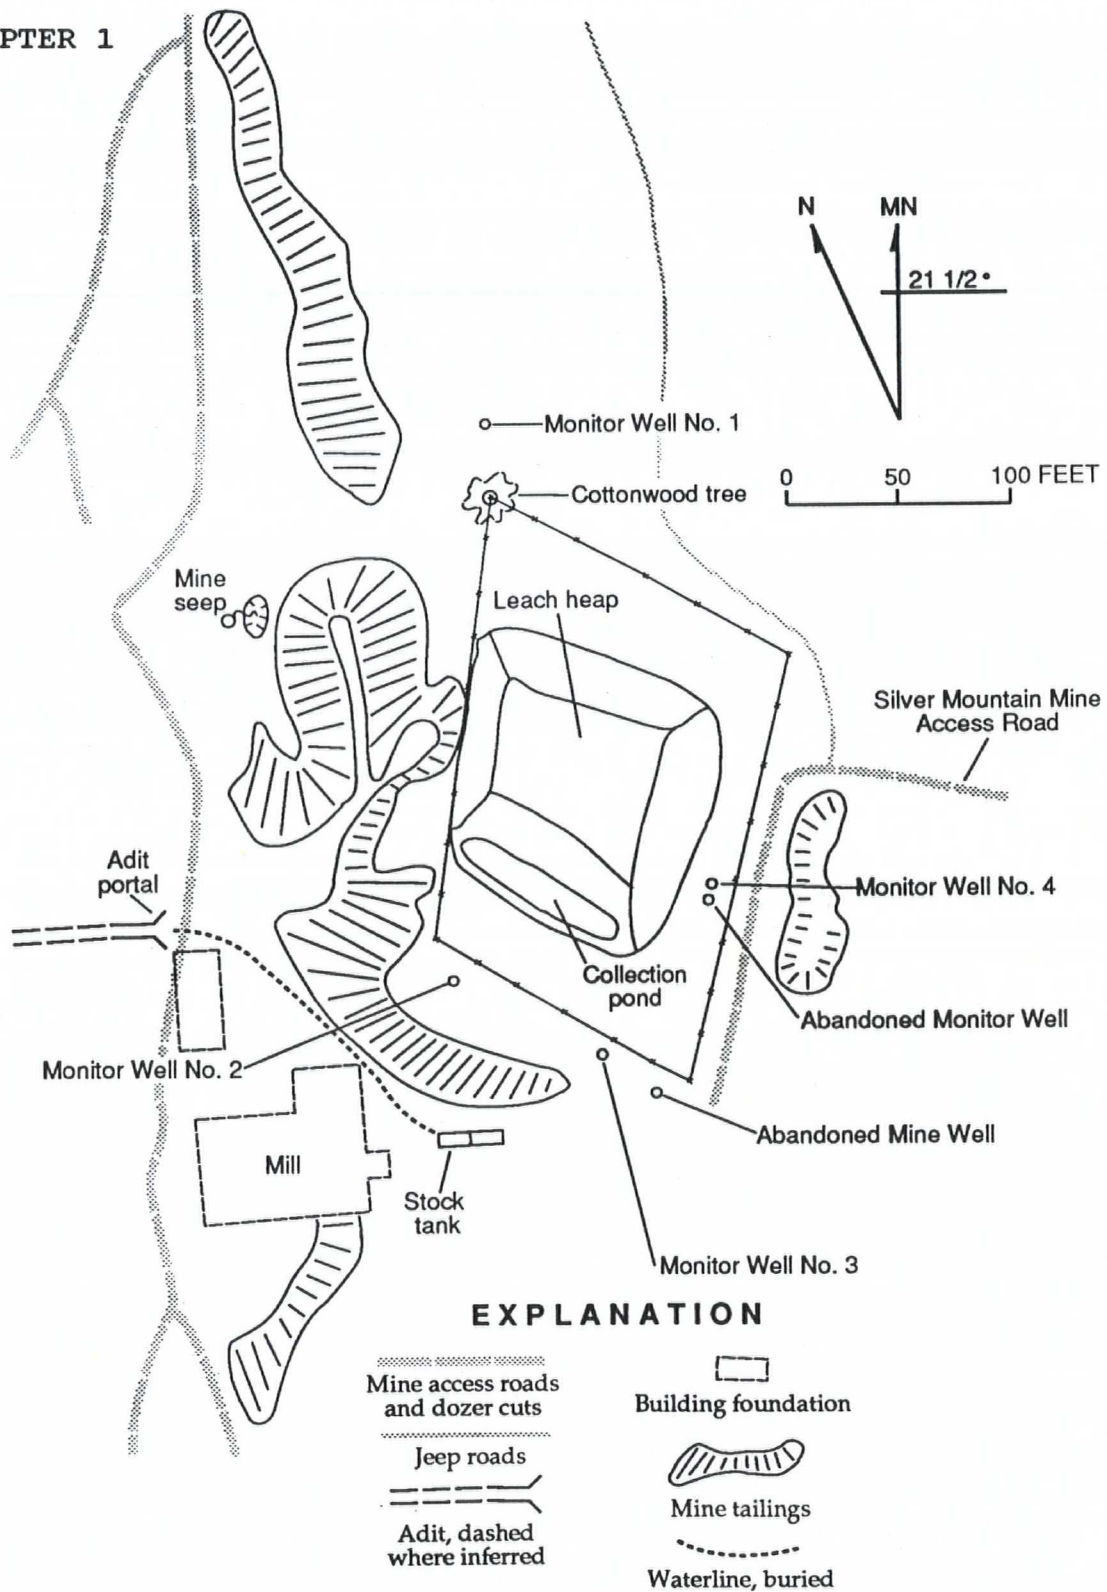 PTER 1
N
MN
21 1/2°
Monitor Well No. 1
0
50
100 FEET
Cottonwood tree
Mine
seep
Leach heap
Silver Mountain Mine
Access Road
Adit
portal
Monitor Well No. 4
Collection
pond
Abandoned Monitor Well
Monitor Well No. 2
Abandoned Mine Well
Mill
Stock
tank
Monitor Well No. 3
EXPLANATION
Mine access roads
and dozer cuts
Building foundation
Jeep roads
Mine tailings
Adit, dashed
where inferred
Waterline, buried